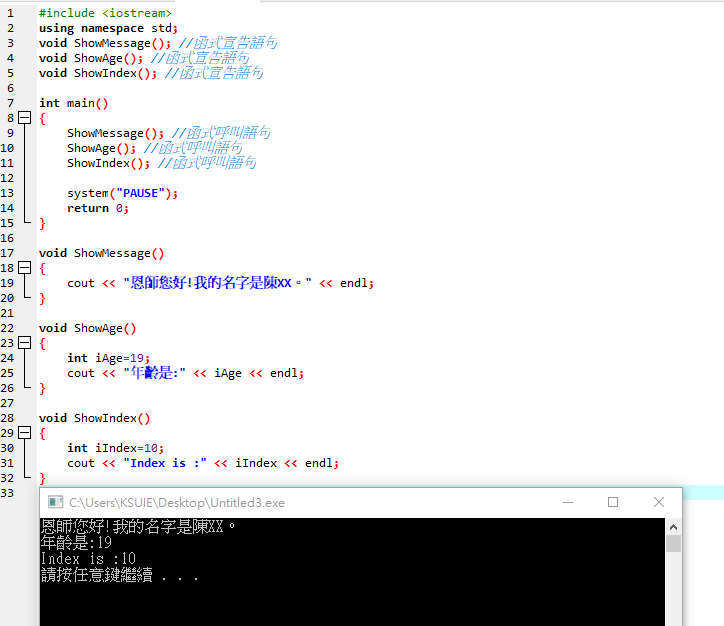 1 #include <iostream>
2 using namespace std;
3 void ShowMessage(); //函式宣告語句
4 void ShowAge(); //函式宣告語句
5 void ShowIndex(); //函式宣告語句
6
7 int main()
8 {
9 ShowMessage(); //函式呼叫語句
10 ShowAge(); //函式呼叫語句
11 ShowIndex(); //函式呼叫語句
12
13 system("PAUSE");
14 return 0;
15 }
16
17 void ShowMessage()
18 {
19 cout << "恩師您好!我的名字是陳XX。" << endl;
20 }
21
22 void ShowAge()
23 {
24 int iAge=19;
25 cout << "年齡是:" << iAge << endl;
26 }
27
28 void ShowIndex()
29 {
30 int iIndex=10;
31 cout << "Index is :" << iIndex << endl;
32 }
33
C:\Users\KSUIE\Desktop\Untitled3.exe
恩師您好!我的名字是陳XX。
年齡是:19
Index is :10
請按任意鍵繼續 . . .